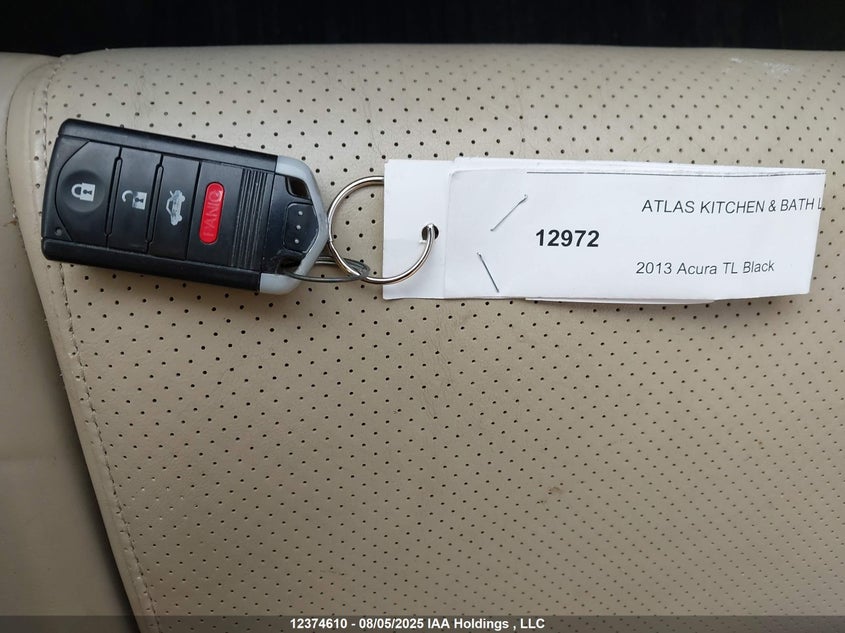 PANIC
ATLAS KITCHEN & BATH L
12972
2013 Acura TL Black
12374610 - 08/05/2025 IAA Holdings , LLC